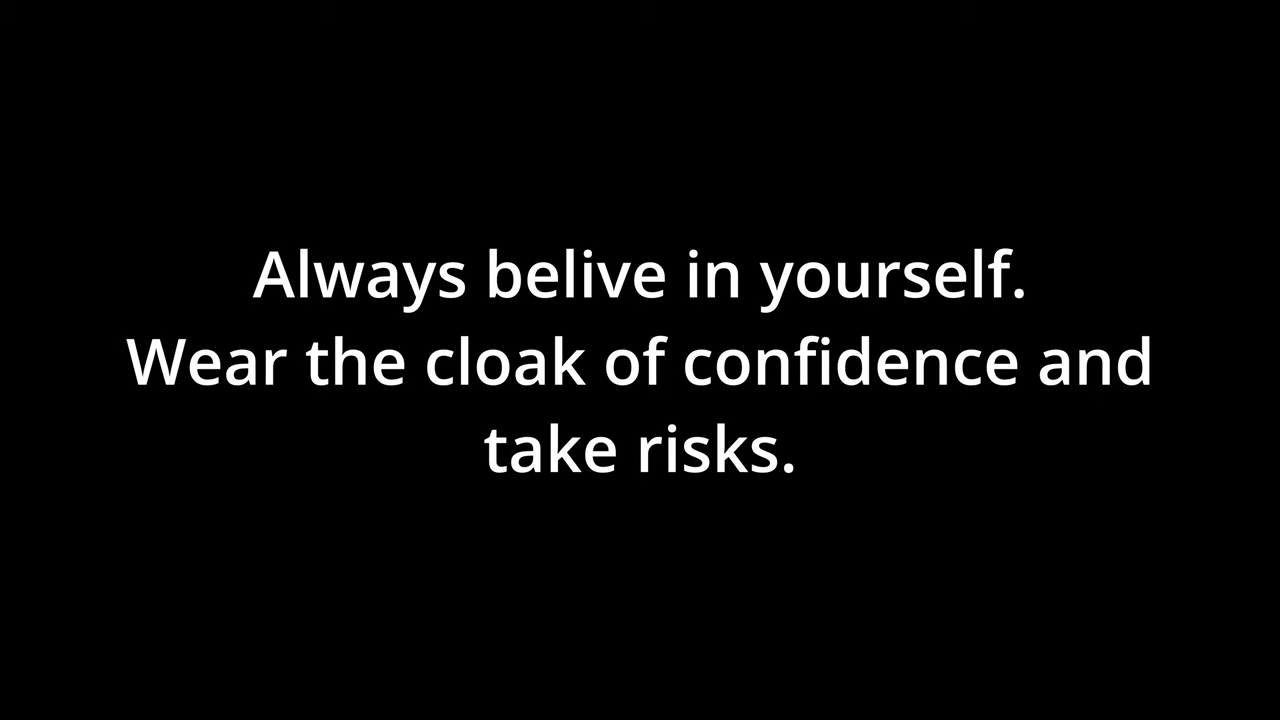 Always belive in yourself.
Wear the cloak of confidence and
take risks.